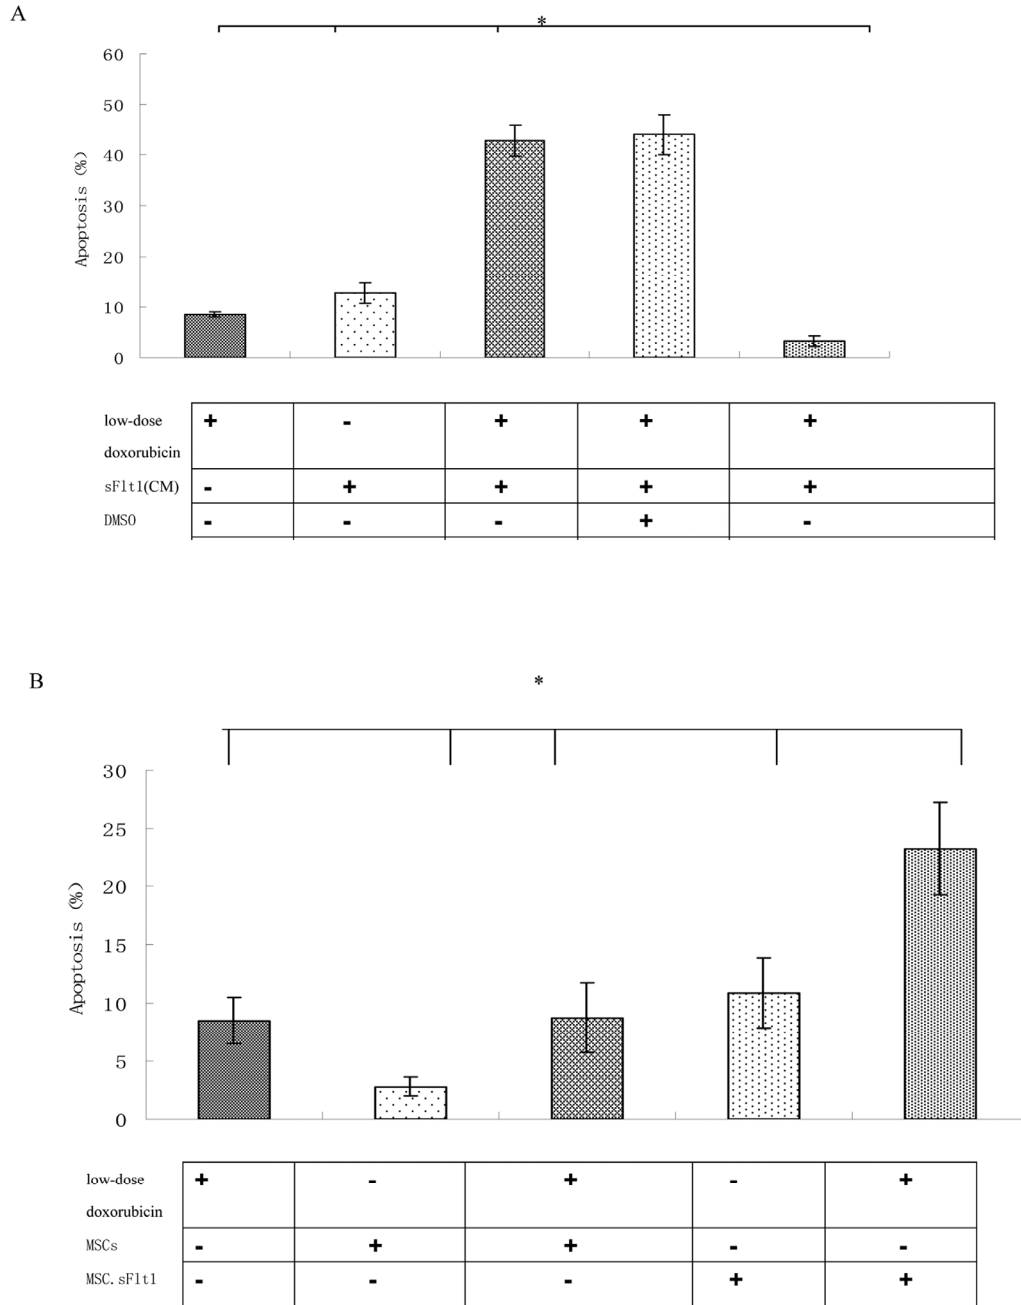 A
*
60
50
40
30
20
10
0
Apoptosis (%)
low-dose + - + + +
doxorubicin
sFlt1(CM) - + + + +
DMSO - - - + -
B
*
30
25
20
15
10
5
0
Apoptosis (%)
low-dose + - + - +
doxorubicin
MSCs - + + - -
MSC.sFlt1 - - - + +